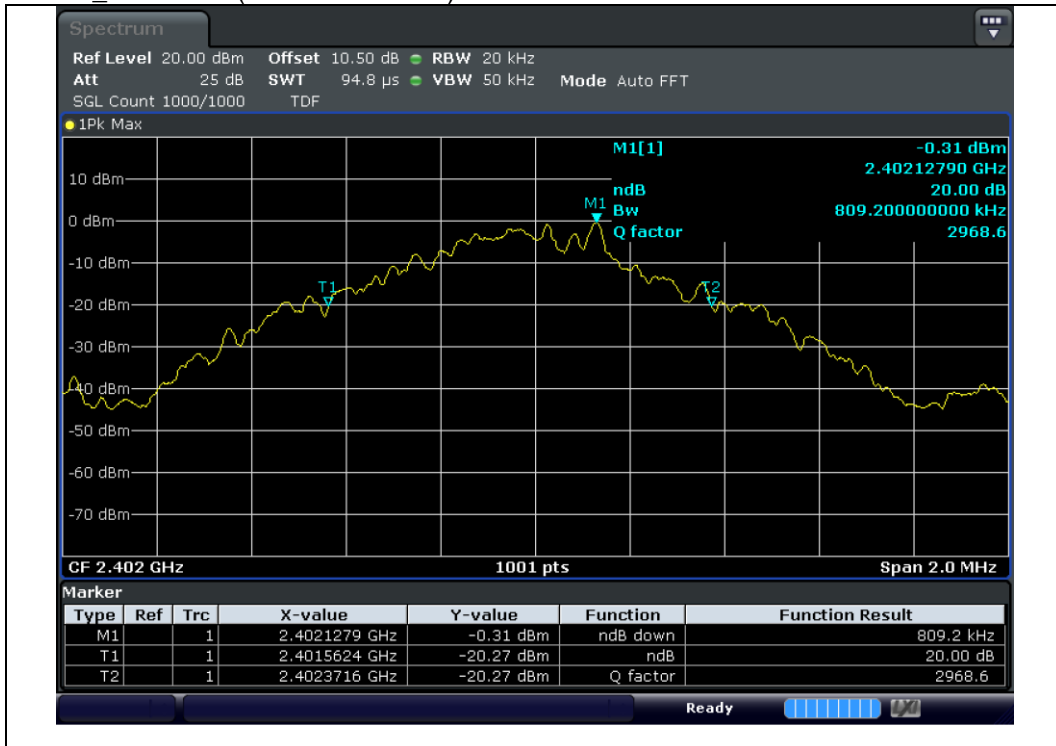 Spectrum
Ref Level 20.00 dBm Offset 10.50 dB RBW 20 kHz
Att 25 dB SWT 94.8 µs VBW 50 kHz Mode Auto FFT
SGL Count 1000/1000 TDF
1Pk Max
M1[1] -0.31 dBm
2.40212790 GHz
ndB 20.00 dB
Bw 809.200000000 kHz
Q factor 2968.6
M1
10 dBm
0 dBm
-10 dBm
T1
T2
-20 dBm
-30 dBm
-40 dBm
-50 dBm
-60 dBm
-70 dBm
CF 2.402 GHz 1001 pts Span 2.0 MHz
Marker
Type Ref Trc X-value Y-value Function Function Result
M1 1 2.4021279 GHz -0.31 dBm ndB down 809.2 kHz
T1 1 2.4015624 GHz -20.27 dBm ndB 20.00 dB
T2 1 2.4023716 GHz -20.27 dBm Q factor 2968.6
Ready